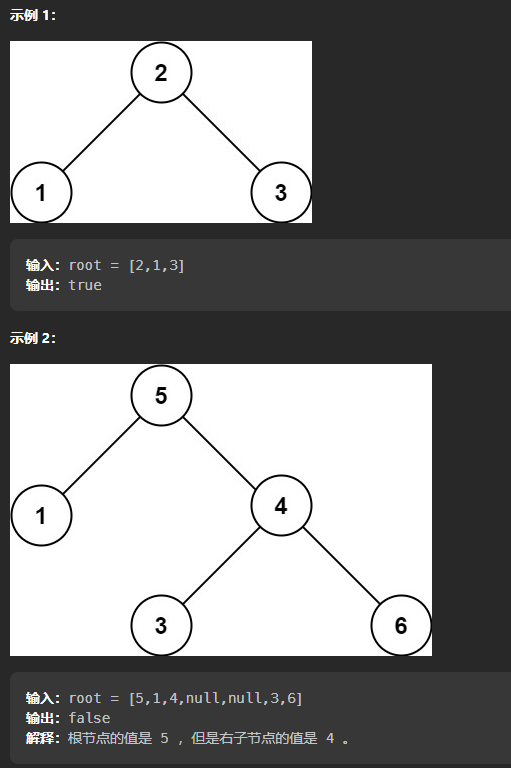 示例 1：
2
1
3
输入：root = [2,1,3]
输出：true
示例 2：
5
1
4
3
6
输入：root = [5,1,4,null,null,3,6]
输出：false
解释：根节点的值是 5 ，但是右子节点的值是 4 。